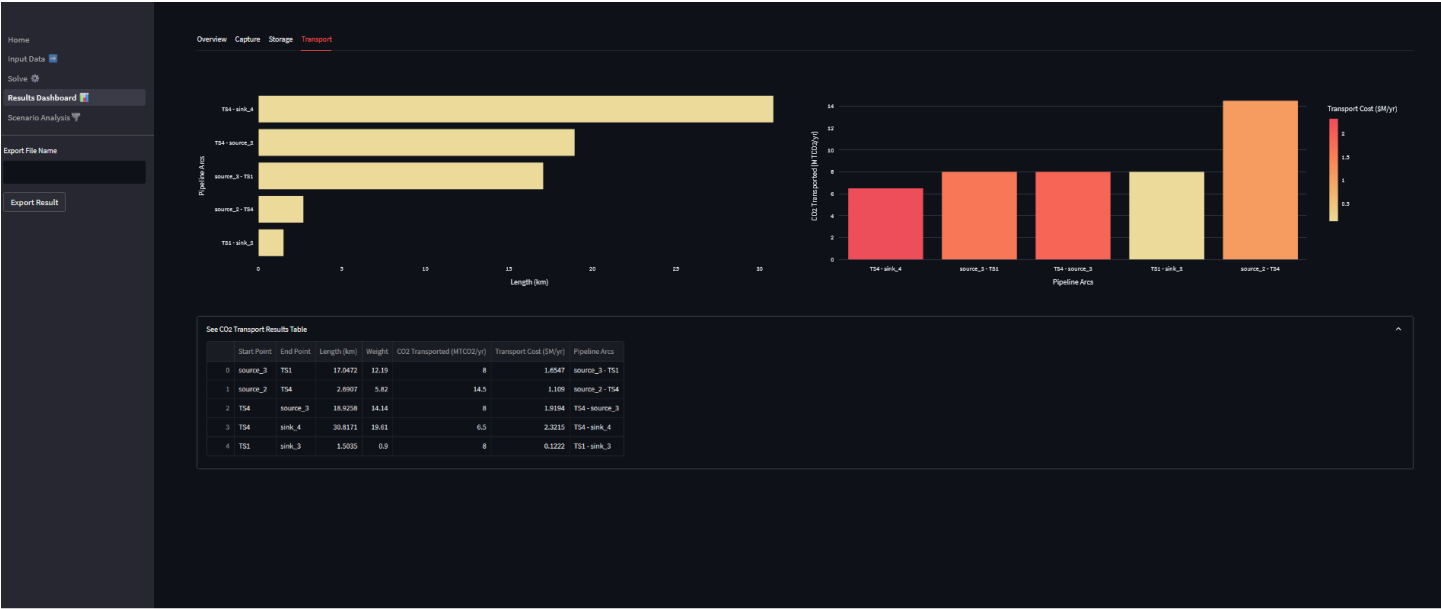 Home
Input Data ➡️
Solve ⚙️
Results Dashboard 📊
Scenario Analysis
Export File Name
Export Result
Overview Capture Storage Transport
Pipeline Arcs
TS4 - sink_4
TS4 - source_3
source_3 - TS1
source_2 - TS4
TS1 - sink_3
0 5 10 15 20 25 30
Length (km)
CO2 Transported (MTCO2/yr)
14
12
10
8
6
4
2
0
TS4 - sink_4 source_3 - TS1 TS4 - source_3 TS1 - sink_3 source_2 - TS4
Pipeline Arcs
Transport Cost ($M/yr)
2
1.5
1
0.5
See CO2 Transport Results Table
Start Point End Point Length (km) Weight CO2 Transported (MTCO2/yr) Transport Cost ($M/yr) Pipeline Arcs
0 source_3 TS1 17.0472 12.19 8 1.6547 source_3 - TS1
1 source_2 TS4 2.6907 5.82 14.5 1.109 source_2 - TS4
2 TS4 source_3 18.9258 14.14 8 1.9194 TS4 - source_3
3 TS4 sink_4 30.8171 19.61 6.5 2.3215 TS4 - sink_4
4 TS1 sink_3 1.5035 0.9 8 0.1222 TS1 - sink_3